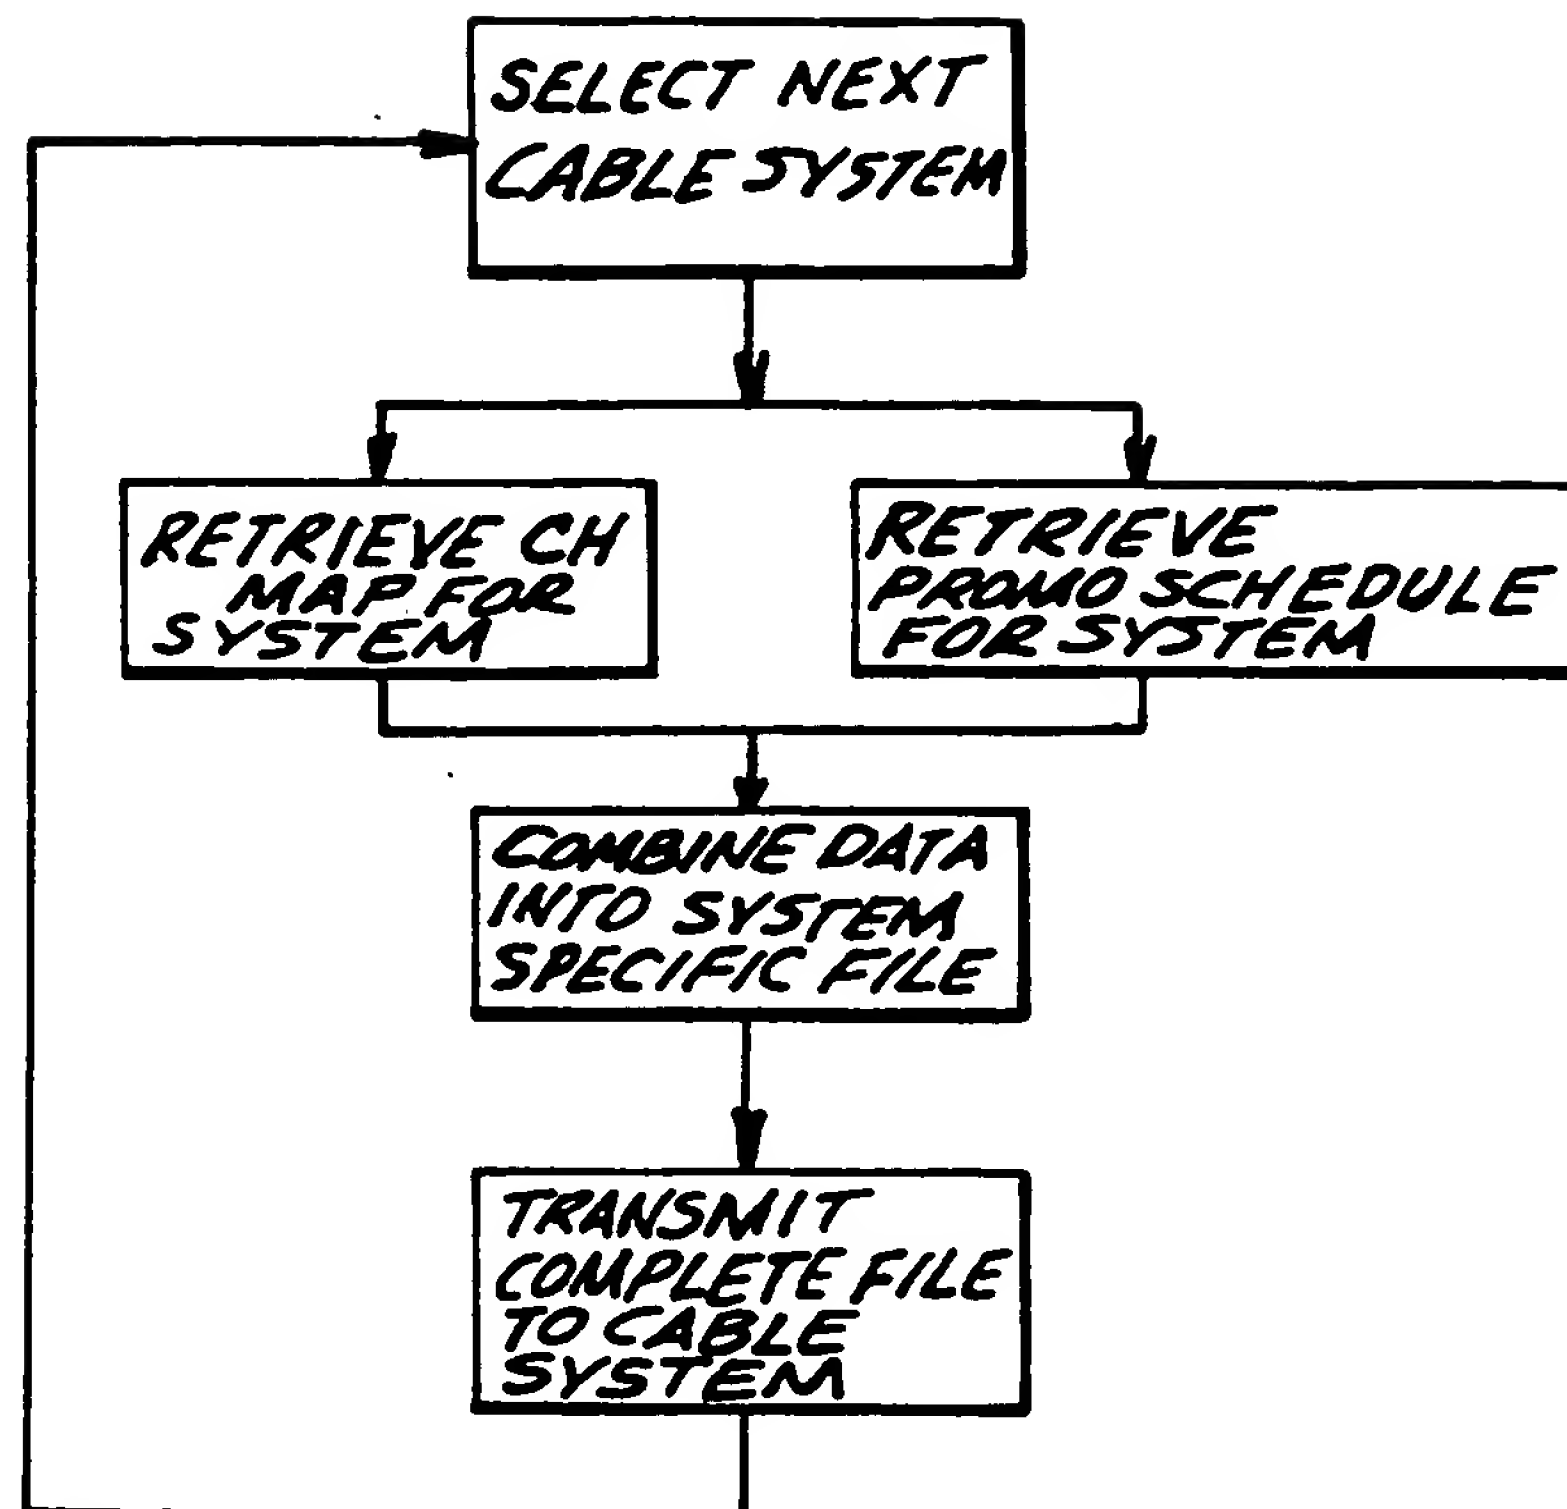 SELECT NEXT
CABLE SYSTEM
RETRIEVE CH
MAP FOR
SYSTEM
RETRIEVE
PROMO SCHEDULE
FOR SYSTEM
COMBINE DATA
INTO SYSTEM
SPECIFIC FILE
TRANSMIT
COMPLETE FILE
TO CABLE
SYSTEM